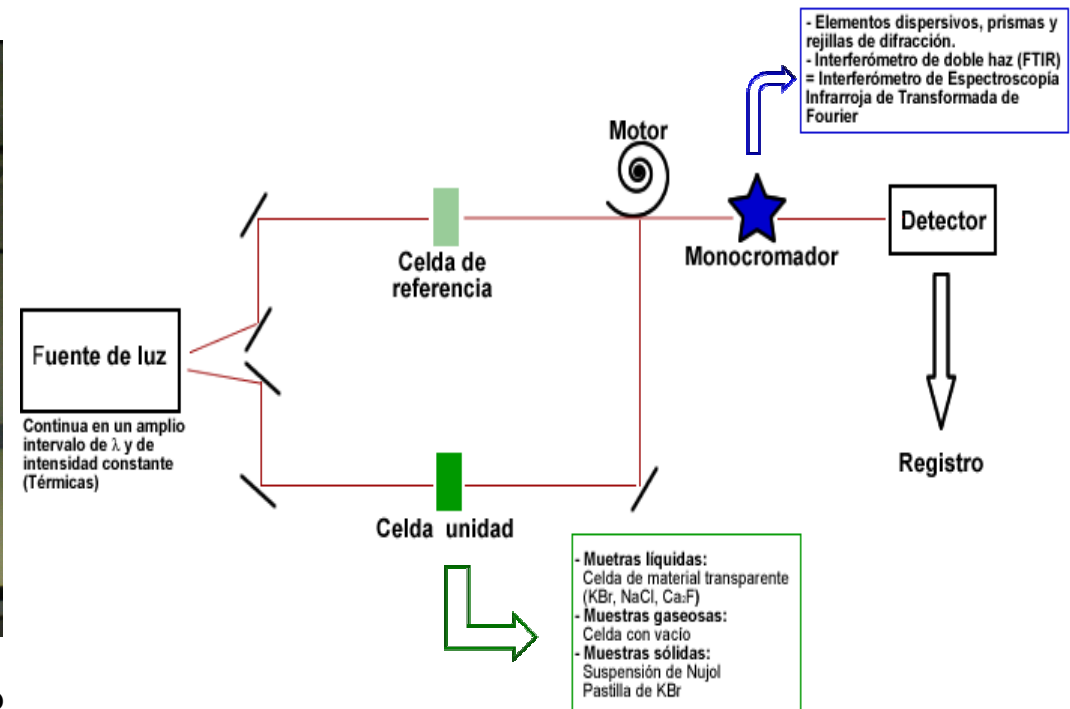 - Elementos dispersivos, prismas y
rejillas de difracción.
- Interferómetro de doble haz (FTIR)
= Interferómetro de Espectroscopía
Infrarroja de Transformada de
Fourier
Motor
Monocromador
Detector
Celda de
referencia
Fuente de luz
Continua en un amplio
intervalo de λ y de
intensidad constante
(Térmicas)
Registro
Celda unidad
- Muetras líquidas:
Celda de material transparente
(KBr, NaCl, Ca₂F)
- Muestras gaseosas:
Celda con vacío
- Muestras sólidas:
Suspensión de Nujol
Pastilla de KBr